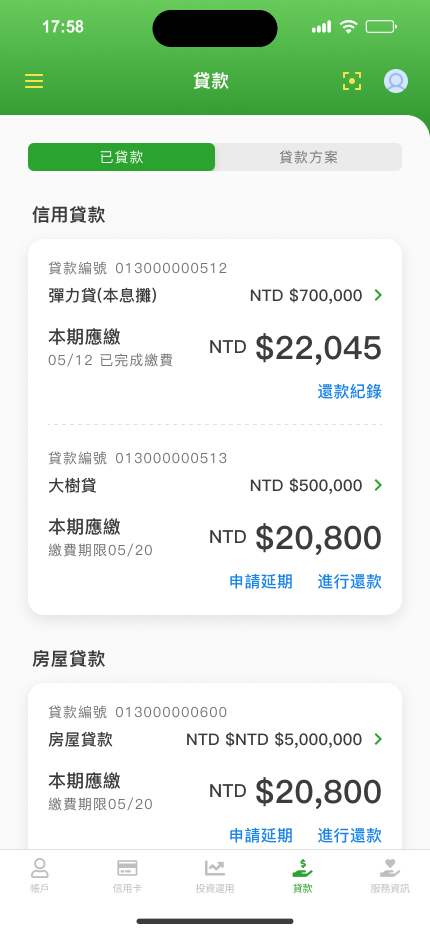 17:58
貸款
已貸款 貸款方案
信用貸款
貸款編號 013000000512
彈力貸(本息攤) NTD $700,000
本期應繳 NTD $22,045
05/12 已完成繳費
還款紀錄
貸款編號 013000000513
大樹貸 NTD $500,000
本期應繳 NTD $20,800
繳費期限05/20
申請延期 進行還款
房屋貸款
貸款編號 013000000600
房屋貸款 NTD $NTD $5,000,000
本期應繳 NTD $20,800
繳費期限05/20
申請延期 進行還款
帳戶 信用卡 投資運用 貸款 服務資訊